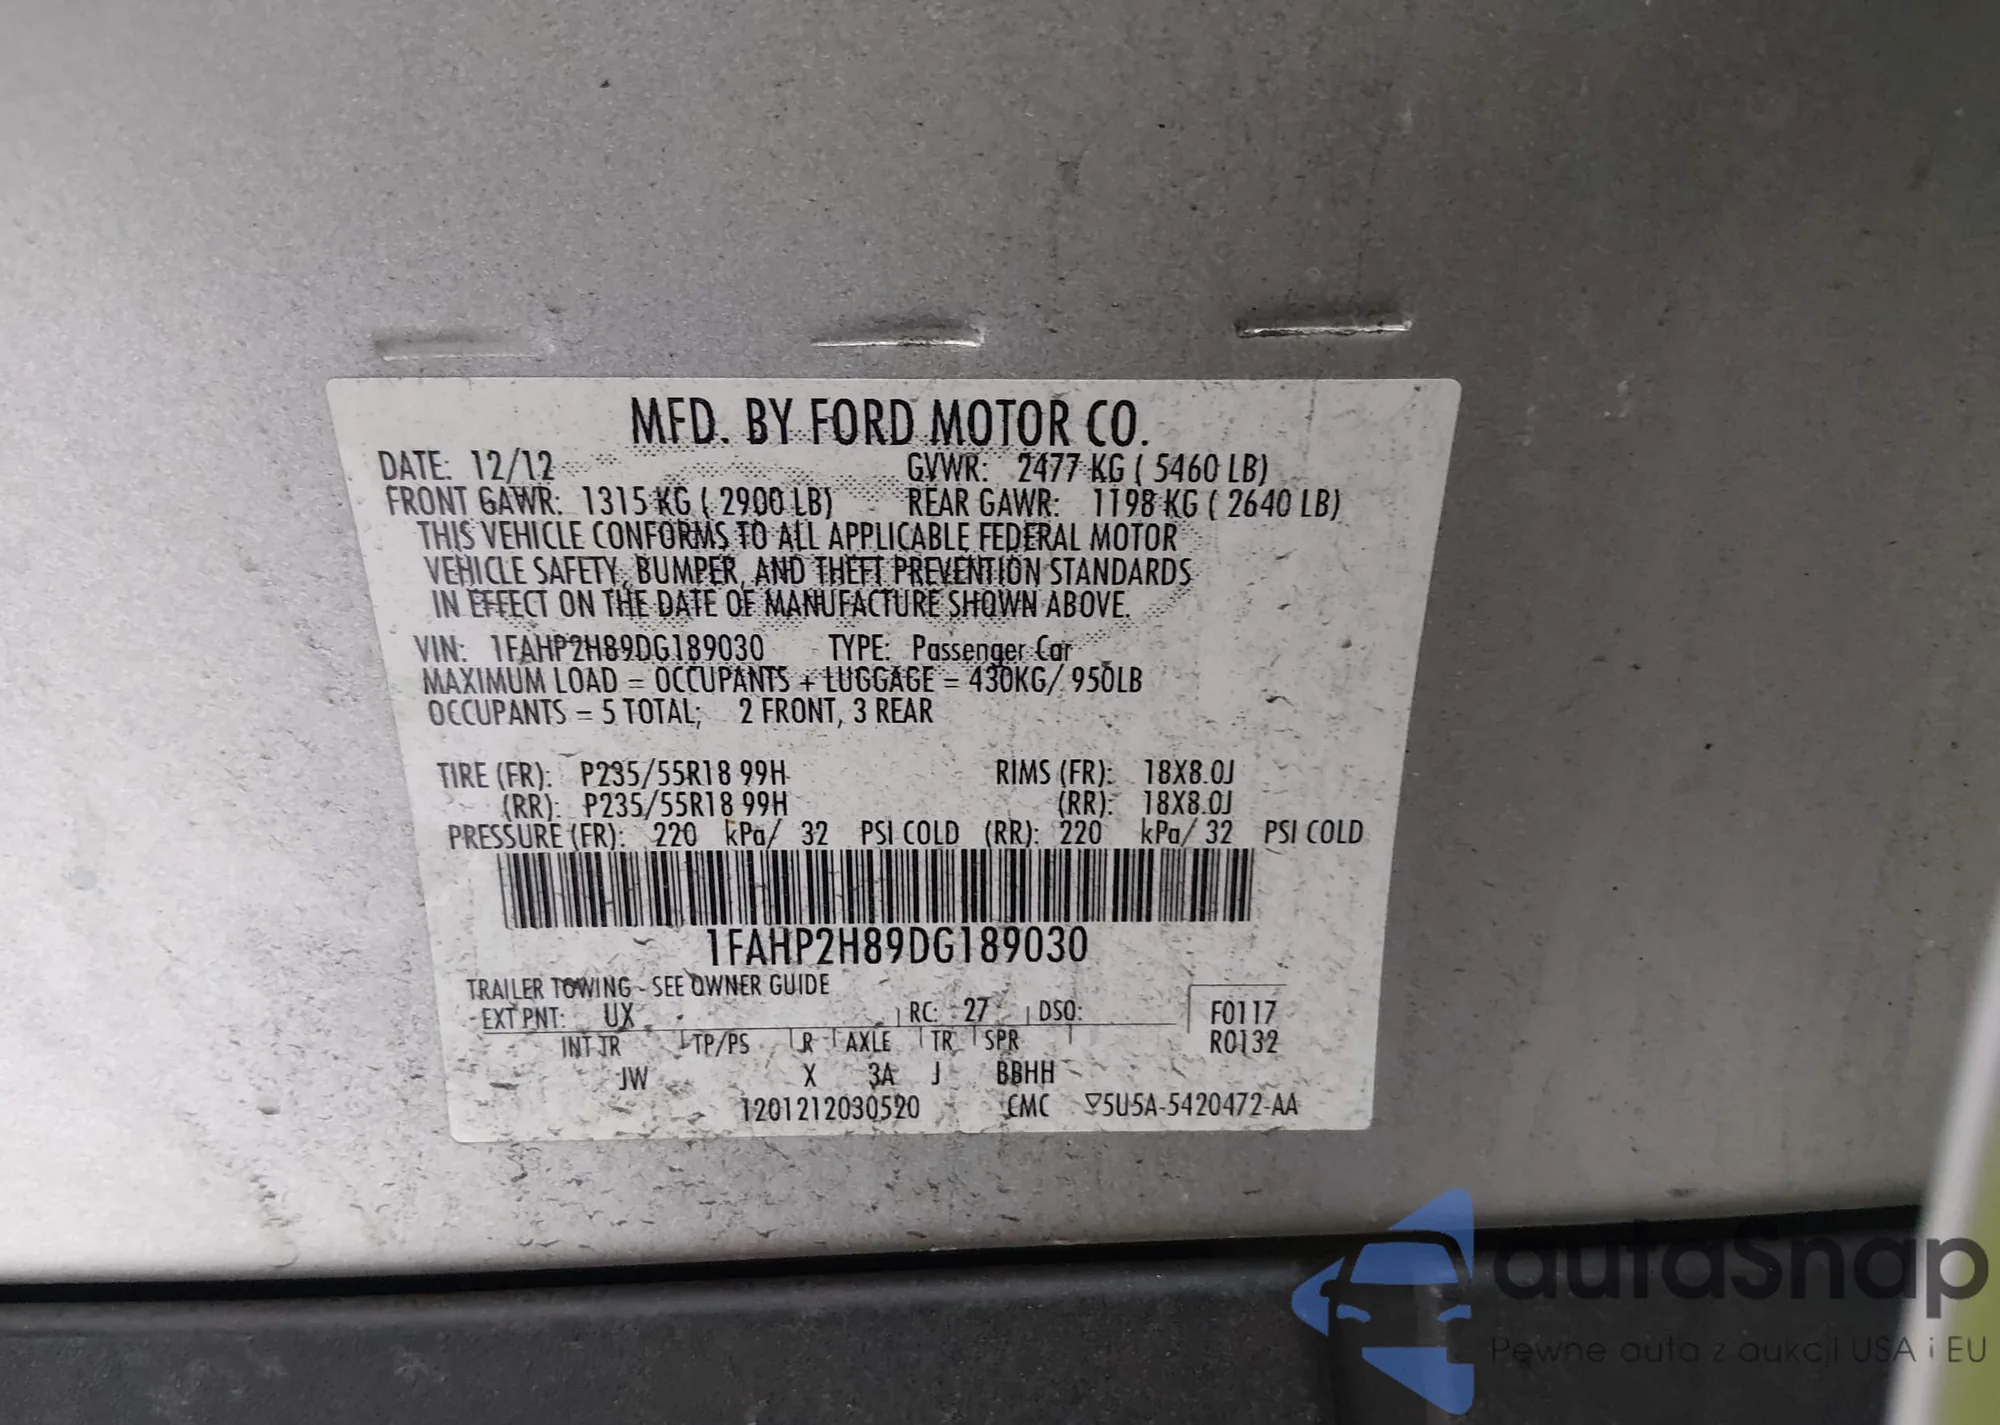 MFD. BY FORD MOTOR CO.
DATE: 12/12 GVWR: 2477 KG ( 5460 LB)
FRONT GAWR: 1315 KG ( 2900 LB) REAR GAWR: 1198 KG ( 2640 LB)
THIS VEHICLE CONFORMS TO ALL APPLICABLE FEDERAL MOTOR
VEHICLE SAFETY, BUMPER, AND THEFT PREVENTION STANDARDS
IN EFFECT ON THE DATE OF MANUFACTURE SHOWN ABOVE.
VIN: 1FAHP2H89DG189030 TYPE: Passenger Car
MAXIMUM LOAD = OCCUPANTS + LUGGAGE = 430KG/ 950LB
OCCUPANTS = 5 TOTAL; 2 FRONT, 3 REAR
TIRE (FR): P235/55R18 99H RIMS (FR): 18X8.0J
(RR): P235/55R18 99H (RR): 18X8.0J
PRESSURE (FR): 220 kPa/ 32 PSI COLD (RR): 220 kPa/ 32 PSI COLD
1FAHP2H89DG189030
TRAILER TOWING - SEE OWNER GUIDE
EXT PNT: UX RC: 27 DSO: F0117
INT TR TP/PS R AXLE TR SPR R0132
JW X 3A J BBHH
1201212030520 CMC ▽5U5A-5420472-AA
autoSnap
Pewne auta z aukcji USA i EU